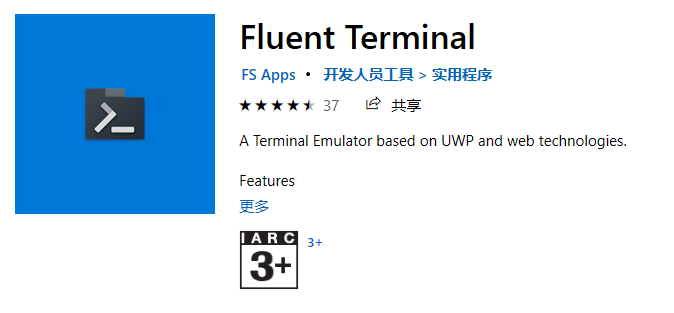 Fluent Terminal
FS Apps • 开发人员工具 > 实用程序
37 共享
A Terminal Emulator based on UWP and web technologies.
Features
更多
IARC
3+ 3+